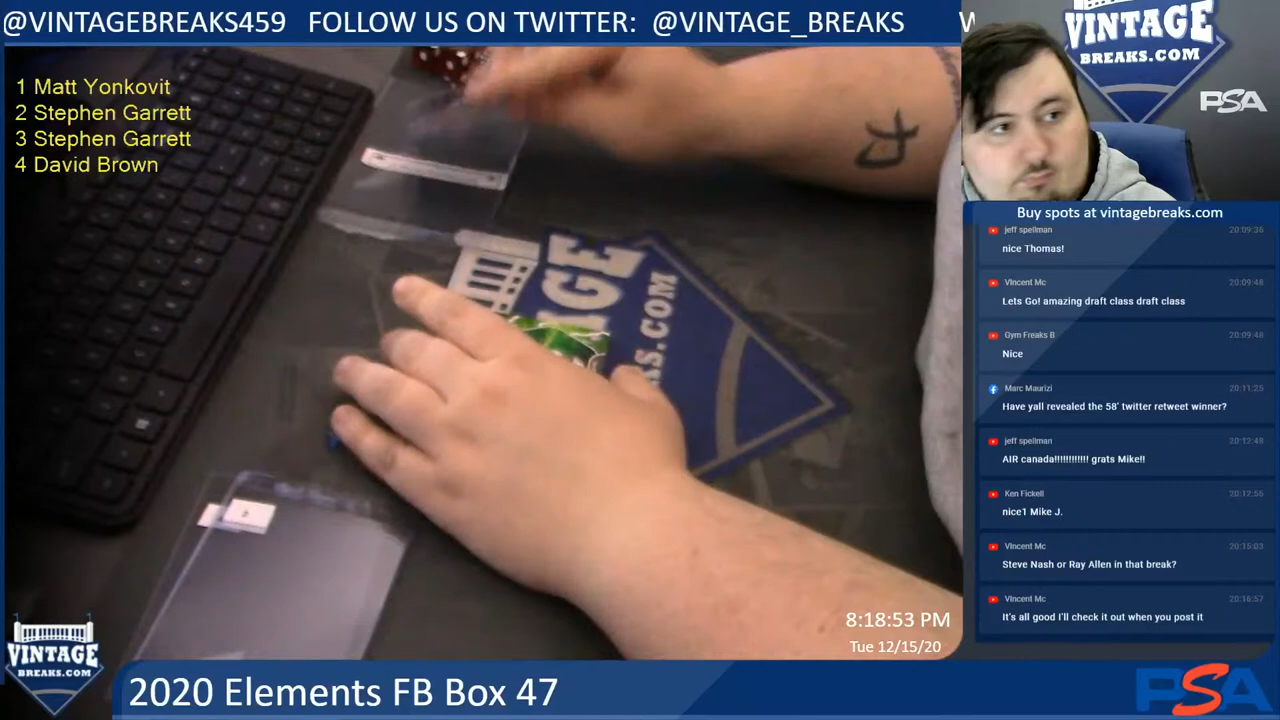 @VINTAGEBREAKS459 FOLLOW US ON TWITTER: @VINTAGE_BREAKS
1 Matt Yonkovit
2 Stephen Garrett
3 Stephen Garrett
4 David Brown
VINTAGE
BREAKS.COM
PSA
Buy spots at vintagebreaks.com
jeff spellman 20:09:36
nice Thomas!
Vincent Mc 20:09:48
Lets Go! amazing draft class draft class
Gym Freaks B 20:09:48
Nice
Marc Maurizi 20:11:25
Have yall revealed the 58' twitter retweet winner?
jeff spellman 20:12:48
AIR canada!!!!!!!!!!!! grats Mike!!
Ken Fickell 20:12:56
nice1 Mike J.
Vincent Mc 20:15:03
Steve Nash or Ray Allen in that break?
Vincent Mc 20:16:57
It's all good I'll check it out when you post it
AGE
KS.COM
8:18:53 PM
Tue 12/15/20
VINTAGE
BREAKS.COM
2020 Elements FB Box 47
PSA